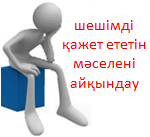 шешімді
қажет ететін
мәселені
айқындау